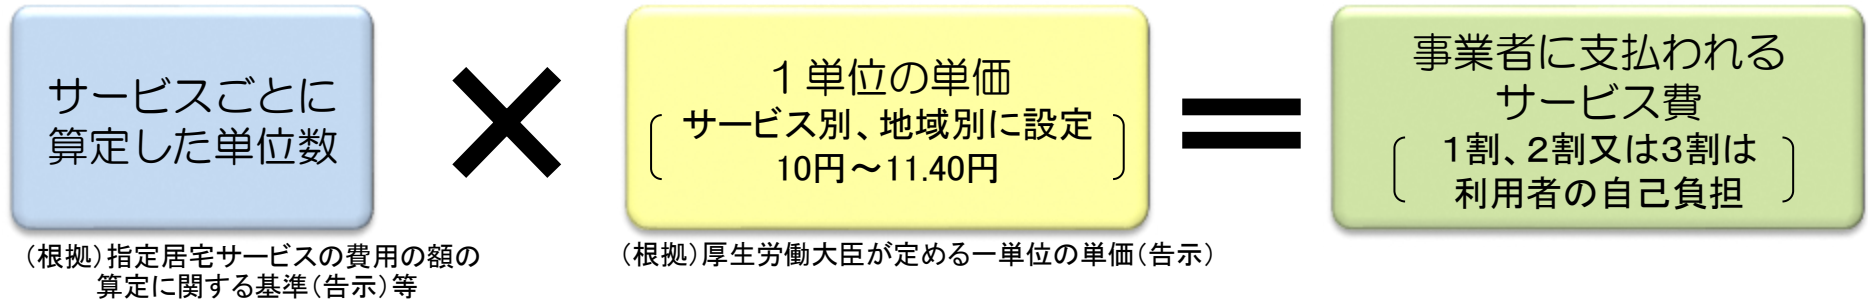 サービスごとに
算定した単位数
×
１単位の単価
サービス別、地域別に設定
10円～11.40円
＝
事業者に支払われる
サービス費
１割、２割又は３割は
利用者の自己負担
（根拠）指定居宅サービスの費用の額の
算定に関する基準（告示）等
（根拠）厚生労働大臣が定める一単位の単価（告示）